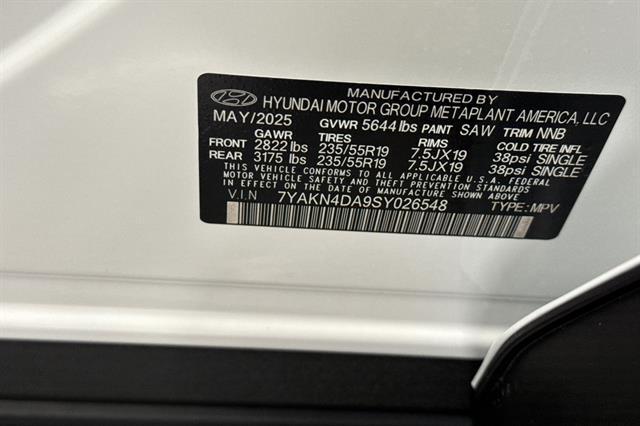 MANUFACTURED BY
HYUNDAI MOTOR GROUP METAPLANT AMERICA, LLC
MAY/2025 GVWR 5644 lbs PAINT SAW TRIM NNB
GAWR TIRES RIMS COLD TIRE INFL
FRONT 2822 lbs 235/55R19 7.5JX19 38psi SINGLE
REAR 3175 lbs 235/55R19 7.5JX19 38psi SINGLE
THIS VEHICLE CONFORMS TO ALL APPLICABLE U.S.A. FEDERAL
MOTOR VEHICLE SAFETY AND THEFT PREVENTION STANDARDS
IN EFFECT ON THE DATE OF MANUFACTURE SHOWN ABOVE
V.I.N 7YAKN4DA9SY026548 TYPE: MPV